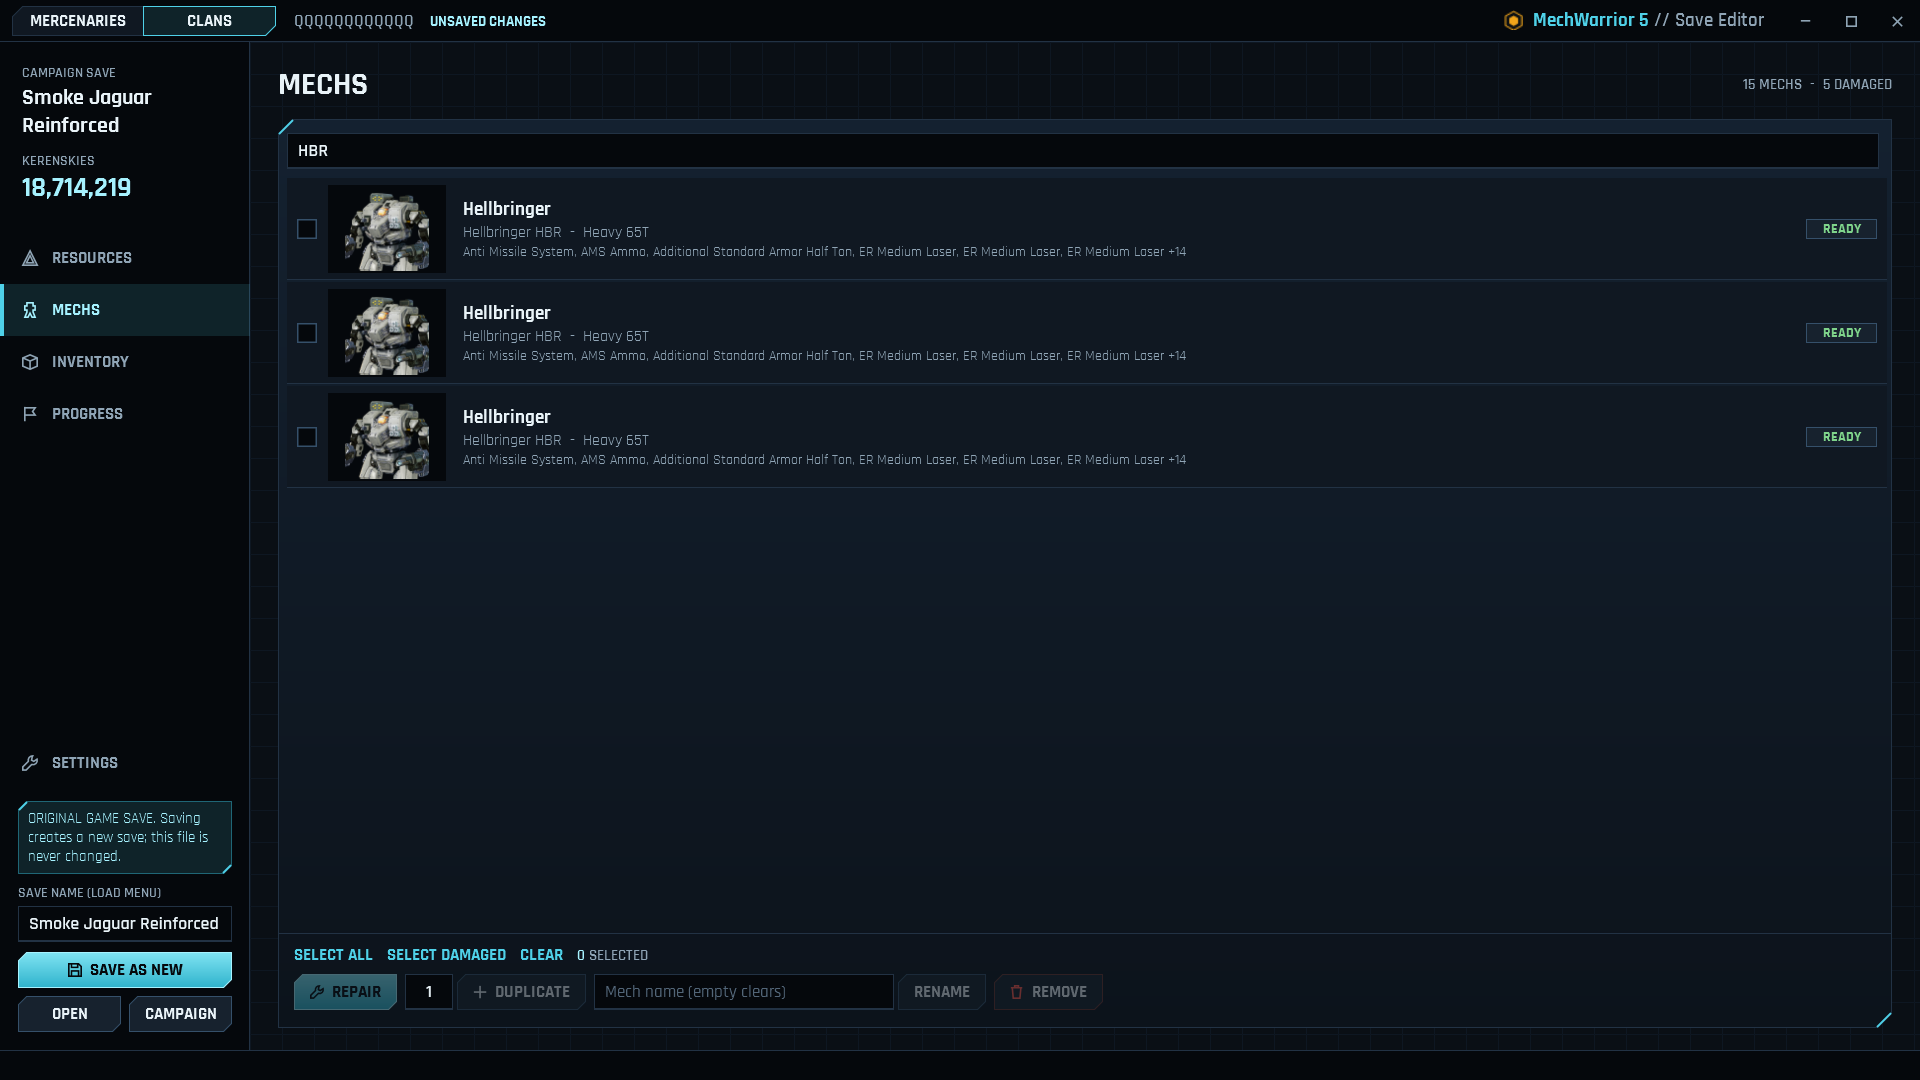 MERCENARIES
CLANS
QQQQQQQQQQQQ
UNSAVED CHANGES
MechWarrior 5 // Save Editor
CAMPAIGN SAVE
Smoke Jaguar
Reinforced
KERENSKIES
18,714,219
RESOURCES
MECHS
INVENTORY
PROGRESS
SETTINGS
ORIGINAL GAME SAVE. Saving
creates a new save; this file is
never changed.
SAVE NAME (LOAD MENU)
Smoke Jaguar Reinforced
SAVE AS NEW
OPEN
CAMPAIGN
MECHS
15 MECHS - 5 DAMAGED
HBR
Hellbringer
Hellbringer HBR - Heavy 65T
Anti Missile System, AMS Ammo, Additional Standard Armor Half Ton, ER Medium Laser, ER Medium Laser, ER Medium Laser +14
READY
Hellbringer
Hellbringer HBR - Heavy 65T
Anti Missile System, AMS Ammo, Additional Standard Armor Half Ton, ER Medium Laser, ER Medium Laser, ER Medium Laser +14
READY
Hellbringer
Hellbringer HBR - Heavy 65T
Anti Missile System, AMS Ammo, Additional Standard Armor Half Ton, ER Medium Laser, ER Medium Laser, ER Medium Laser +14
READY
SELECT ALL
SELECT DAMAGED
CLEAR
0 SELECTED
REPAIR
1
DUPLICATE
Mech name (empty clears)
RENAME
REMOVE